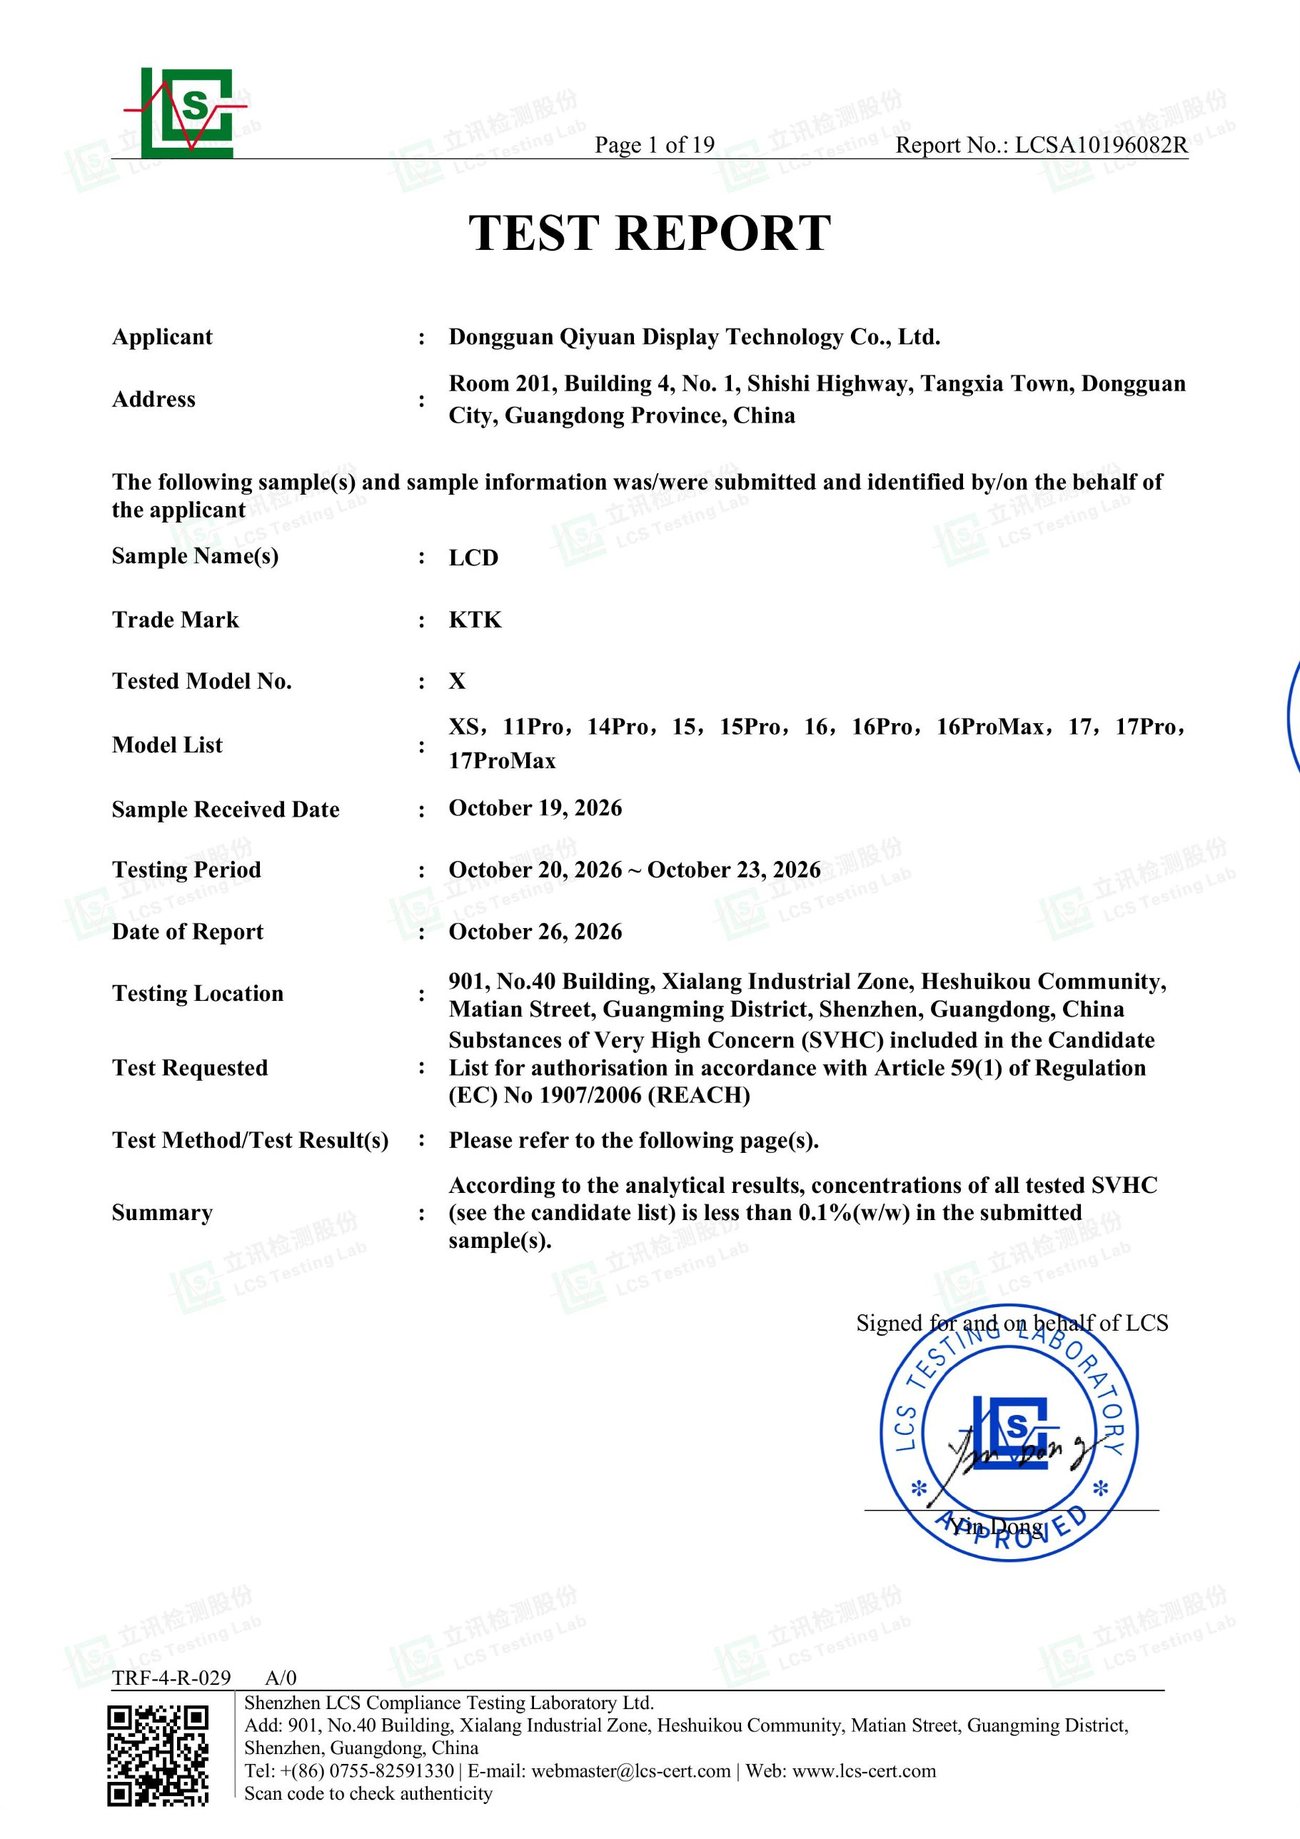 S
Page 1 of 19
Report No.: LCSA10196082R
TEST REPORT
Applicant : Dongguan Qiyuan Display Technology Co., Ltd.
Address : Room 201, Building 4, No. 1, Shishi Highway, Tangxia Town, Dongguan
City, Guangdong Province, China
The following sample(s) and sample information was/were submitted and identified by/on the behalf of
the applicant
Sample Name(s) : LCD
Trade Mark : KTK
Tested Model No. : X
Model List : XS，11Pro，14Pro，15，15Pro，16，16Pro，16ProMax，17，17Pro，
17ProMax
Sample Received Date : October 19, 2026
Testing Period : October 20, 2026 ~ October 23, 2026
Date of Report : October 26, 2026
Testing Location : 901, No.40 Building, Xialang Industrial Zone, Heshuikou Community,
Matian Street, Guangming District, Shenzhen, Guangdong, China
Test Requested : Substances of Very High Concern (SVHC) included in the Candidate
List for authorisation in accordance with Article 59(1) of Regulation
(EC) No 1907/2006 (REACH)
Test Method/Test Result(s) : Please refer to the following page(s).
Summary : According to the analytical results, concentrations of all tested SVHC
(see the candidate list) is less than 0.1%(w/w) in the submitted
sample(s).
Signed for and on behalf of LCS
LCS TESTING LABORATORY
S
Yin Dong
Yin Dong
* APPROVED *
TRF-4-R-029 A/0
Shenzhen LCS Compliance Testing Laboratory Ltd.
Add: 901, No.40 Building, Xialang Industrial Zone, Heshuikou Community, Matian Street, Guangming District,
Shenzhen, Guangdong, China
Tel: +(86) 0755-82591330 | E-mail: webmaster@lcs-cert.com | Web: www.lcs-cert.com
Scan code to check authenticity
立讯检测股份
LCS Testing Lab